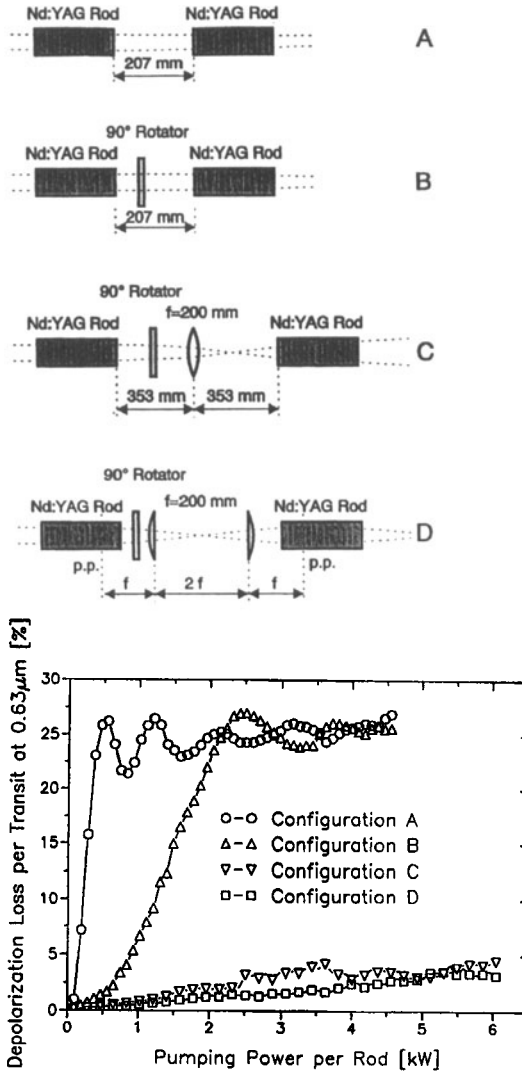 Nd:YAG Rod Nd:YAG Rod
A
207 mm
90° Rotator
Nd:YAG Rod Nd:YAG Rod
B
207 mm
90° Rotator
f=200 mm
Nd:YAG Rod Nd:YAG Rod
C
353 mm 353 mm
90° Rotator
Nd:YAG Rod f=200 mm Nd:YAG Rod
D
p.p. p.p.
f 2 f f
Depolarization Loss per Transit at 0.63µm [%]
30
25
20
15
10
5
0
Configuration A
Configuration B
Configuration C
Configuration D
0 1 2 3 4 5 6
Pumping Power per Rod [kW]